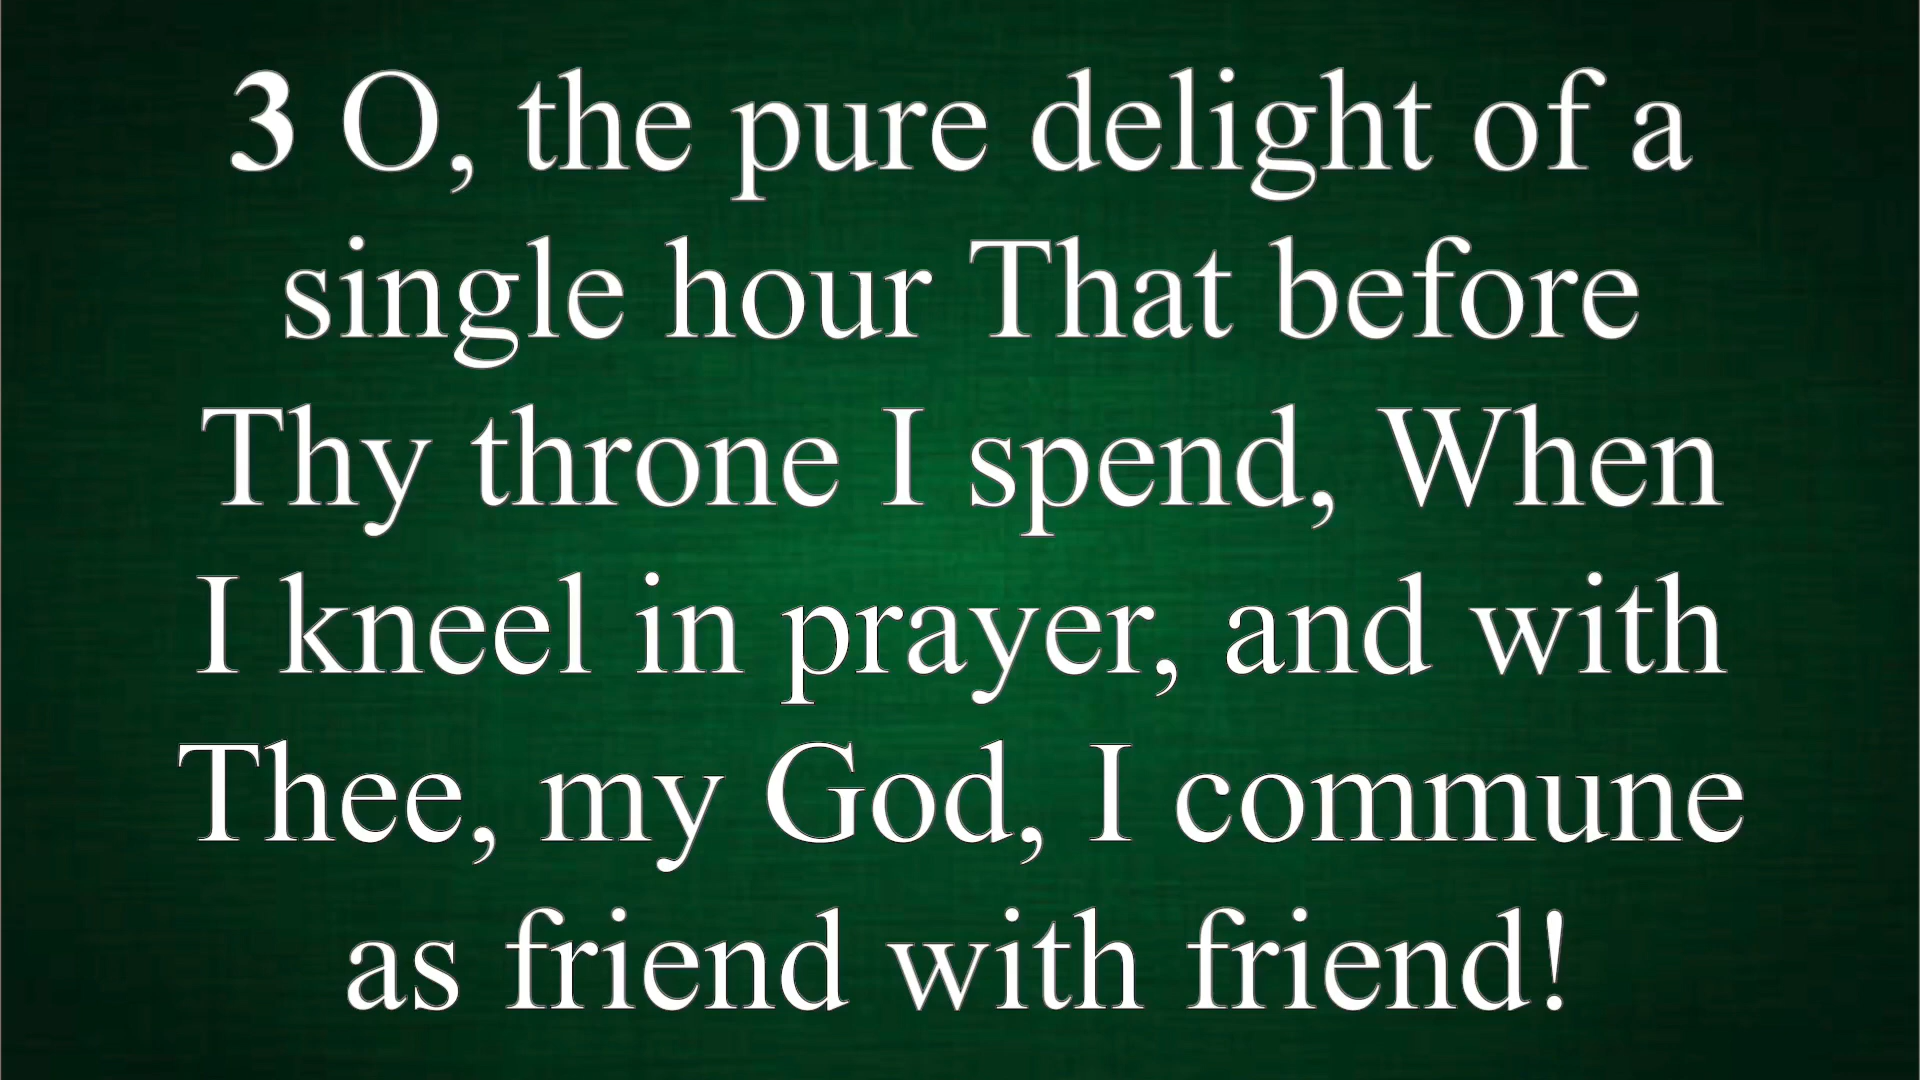 3 O, the pure delight of a
single hour That before
Thy throne I spend, When
I kneel in prayer, and with
Thee, my God, I commune
as friend with friend!